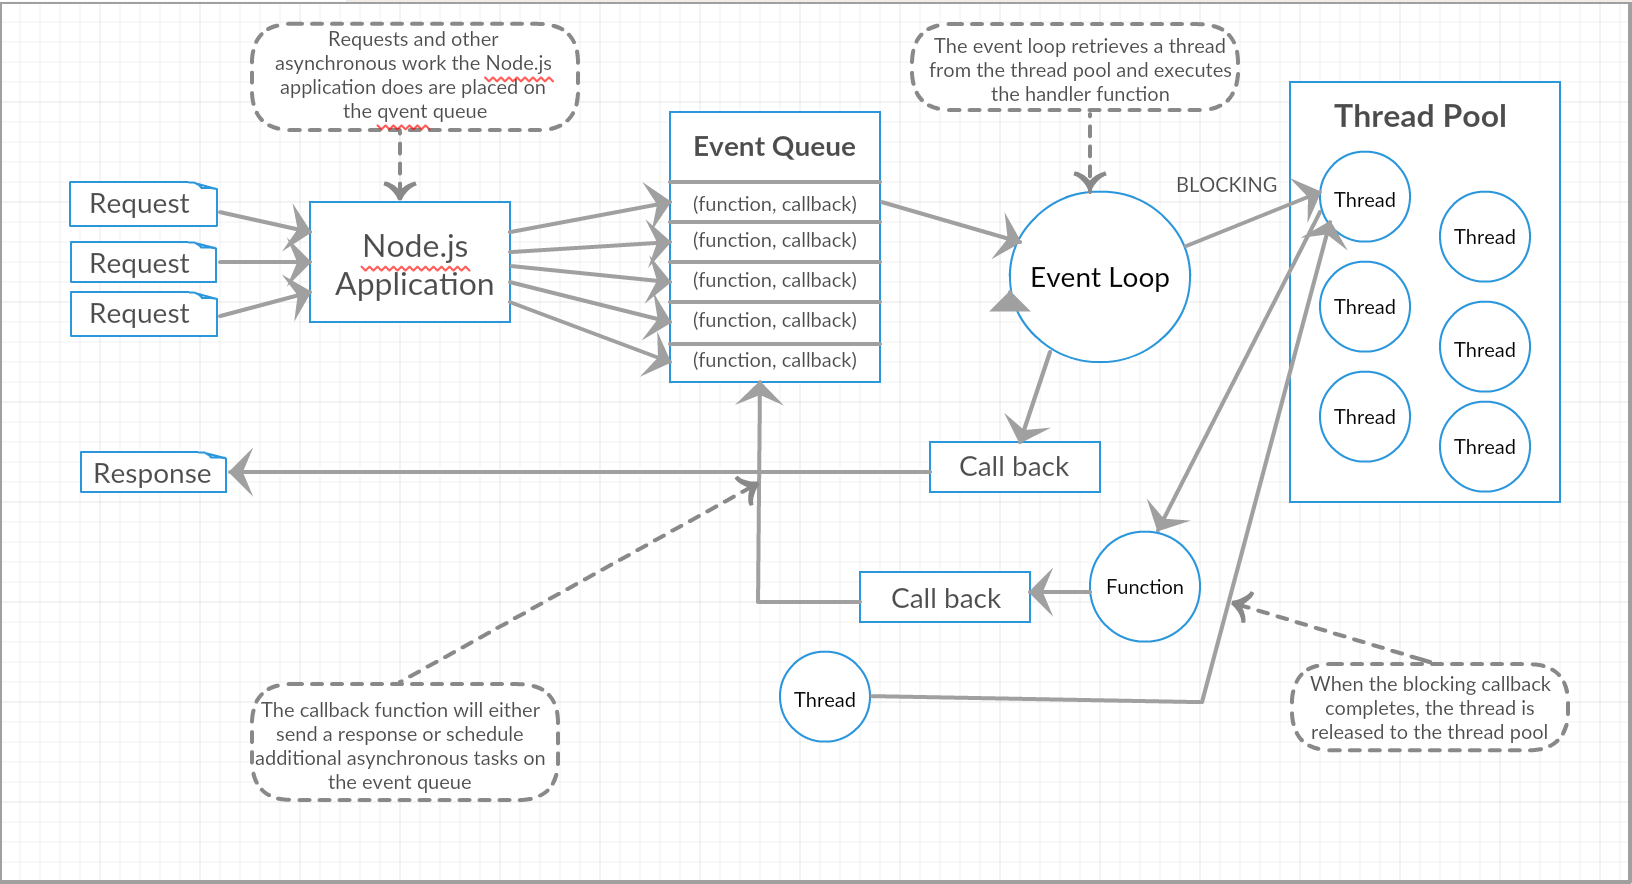 Requests and other
asynchronous work the Node.js
application does are placed on
the qvent queue
The event loop retrieves a thread
from the thread pool and executes
the handler function
Thread Pool
Event Queue
BLOCKING
Request
Request
Request
Node.js
Application
(function, callback)
(function, callback)
(function, callback)
(function, callback)
(function, callback)
Event Loop
Thread
Thread
Thread
Thread
Thread
Thread
Response
Call back
Call back
Function
Thread
The callback function will either
send a response or schedule
additional asynchronous tasks on
the event queue
When the blocking callback
completes, the thread is
released to the thread pool